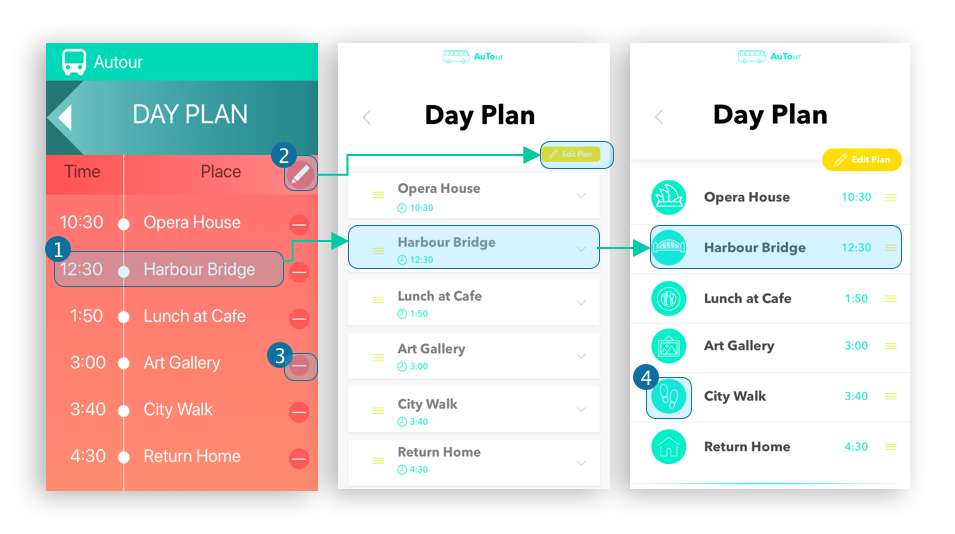 Autour
DAY PLAN
2
Time Place
10:30 Opera House
1
12:30 Harbour Bridge
1:50 Lunch at Cafe
3
3:00 Art Gallery
3:40 City Walk
4:30 Return Home
AuTour
Day Plan
Edit Plan
Opera House
10:30
Harbour Bridge
12:30
Lunch at Cafe
1:50
Art Gallery
3:00
City Walk
3:40
Return Home
4:30
AuTour
Day Plan
Edit Plan
Opera House 10:30
Harbour Bridge 12:30
Lunch at Cafe 1:50
Art Gallery 3:00
4
City Walk 3:40
Return Home 4:30